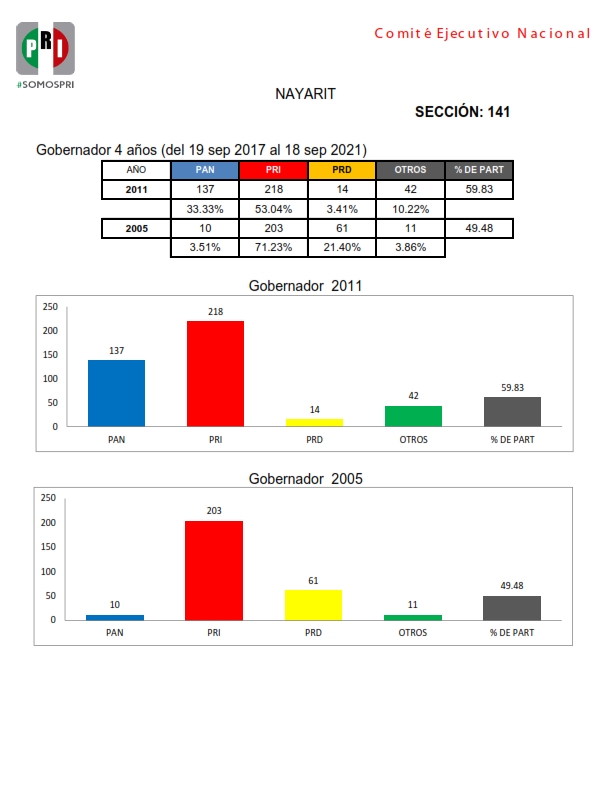 PRI
#SOMOSPRI
Comité Ejecutivo Nacional
NAYARIT
SECCIÓN: 141
Gobernador 4 años (del 19 sep 2017 al 18 sep 2021)
AÑO PAN PRI PRD OTROS % DE PART
2011 137 218 14 42 59.83
33.33% 53.04% 3.41% 10.22%
2005 10 203 61 11 49.48
3.51% 71.23% 21.40% 3.86%
Gobernador 2011
250
200
150
100
50
0
137
218
14
42
59.83
PAN PRI PRD OTROS % DE PART
Gobernador 2005
250
200
150
100
50
0
10
203
61
11
49.48
PAN PRI PRD OTROS % DE PART